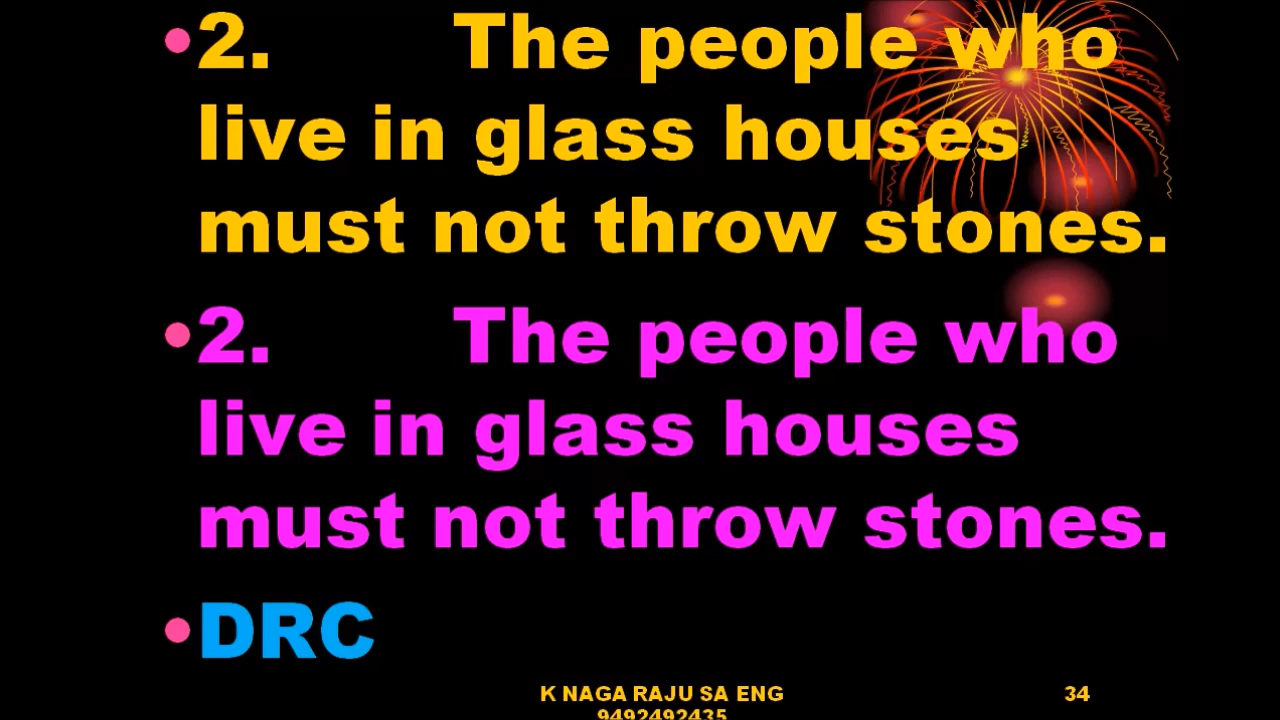 •2. The people who
live in glass houses
must not throw stones.
•2. The people who
live in glass houses
must not throw stones.
•DRC
K NAGA RAJU SA ENG 34
9492492435